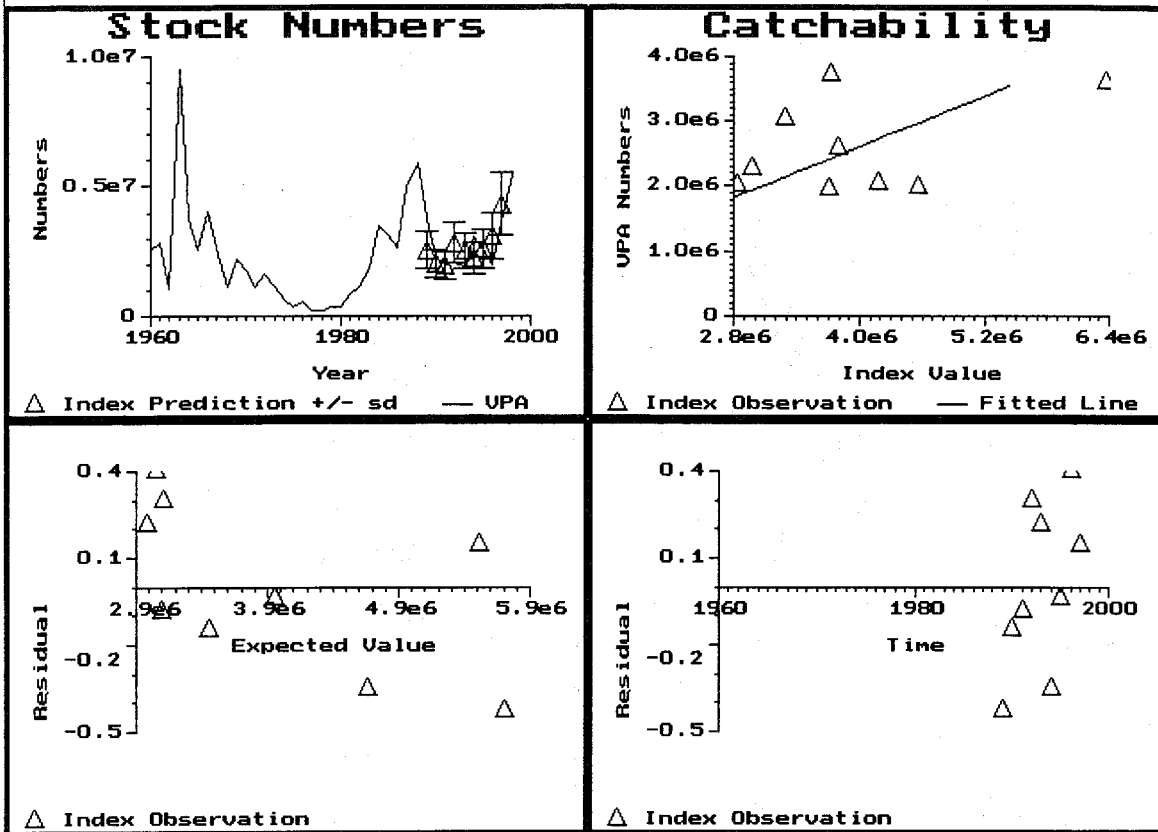 Stock Numbers
1.0e7
0.5e7
0
Numbers
1960 1980 2000
Year
△ Index Prediction +/- sd — VPA
Catchability
4.0e6
3.0e6
2.0e6
1.0e6
0
VPA Numbers
2.8e6 4.0e6 5.2e6 6.4e6
Index Value
△ Index Observation — Fitted Line
0.4
0.1
-0.2
-0.5
Residual
2.9e6 3.9e6 4.9e6 5.9e6
Expected Value
△ Index Observation
0.4
0.1
-0.2
-0.5
Residual
1960 1980 2000
Time
△ Index Observation